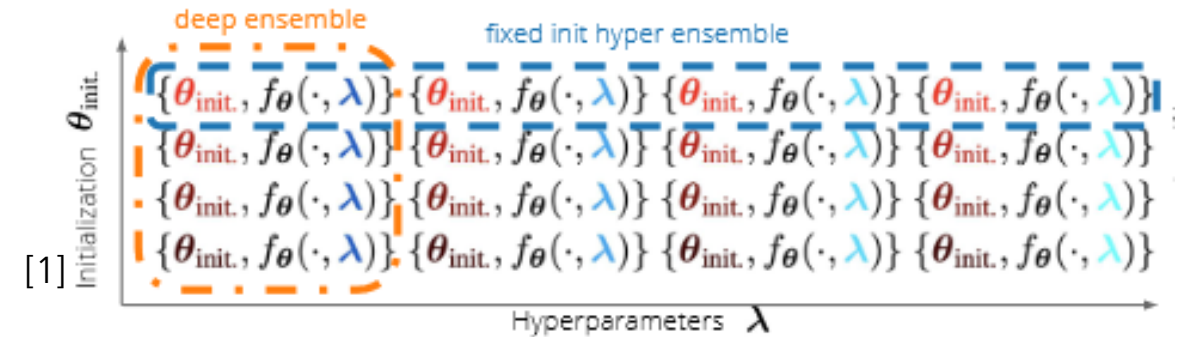 deep ensemble
fixed init hyper ensemble
{θinit., fθ(·, λ)} {θinit., fθ(·, λ)} {θinit., fθ(·, λ)} {θinit., fθ(·, λ)}
{θinit., fθ(·, λ)} {θinit., fθ(·, λ)} {θinit., fθ(·, λ)} {θinit., fθ(·, λ)}
{θinit., fθ(·, λ)} {θinit., fθ(·, λ)} {θinit., fθ(·, λ)} {θinit., fθ(·, λ)}
{θinit., fθ(·, λ)} {θinit., fθ(·, λ)} {θinit., fθ(·, λ)} {θinit., fθ(·, λ)}
Initialization θinit.
[1]
Hyperparameters λ